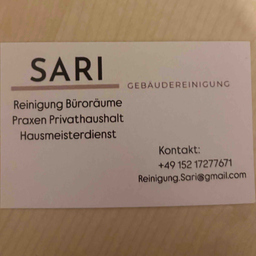 SARI
GEBÄUDEREINIGUNG
Reinigung Büroräume
Praxen Privathaushalt
Hausmeisterdienst
Kontakt:
+49 152 17277671
Reinigung.Sari@gmail.com